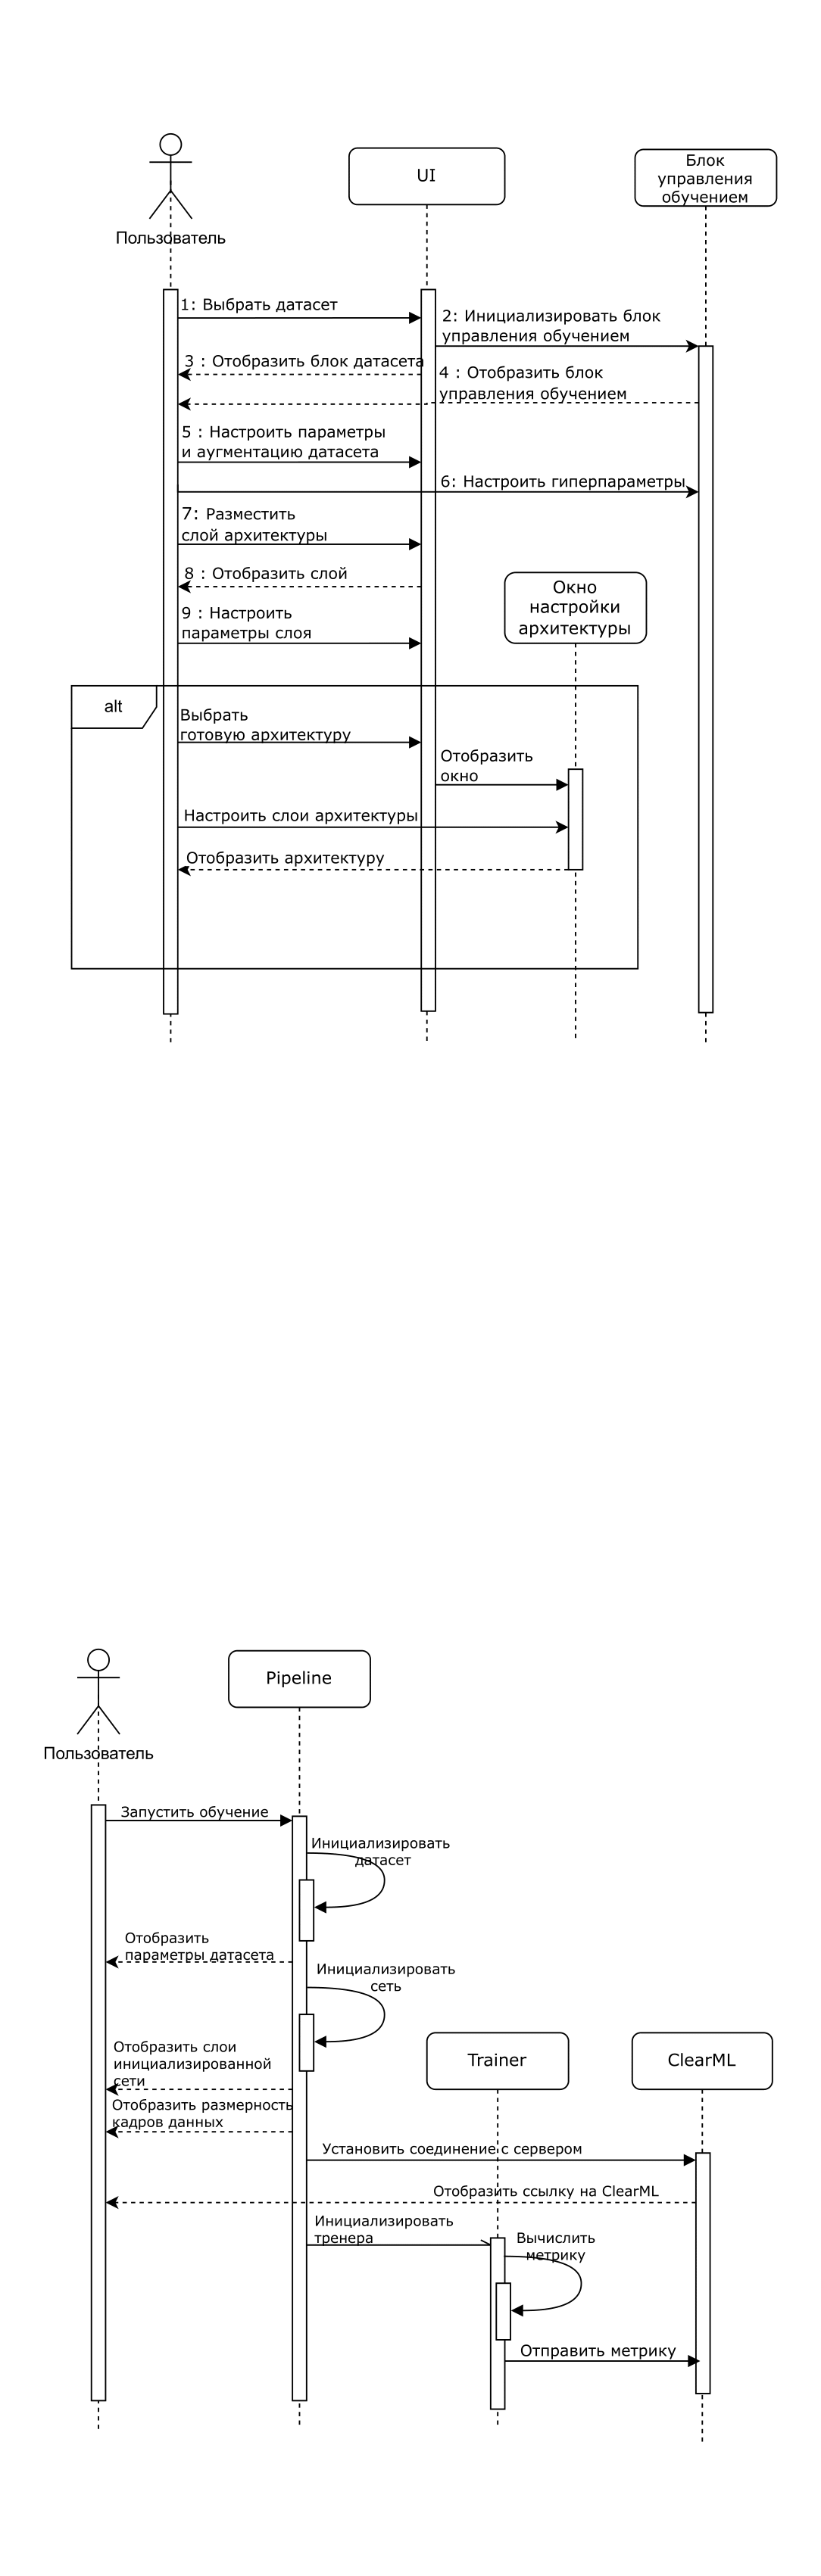 UI
Блок
управления
обучением
Пользователь
1: Выбрать датасет
2: Инициализировать блок
управления обучением
3 : Отобразить блок датасета
4 : Отобразить блок
управления обучением
5 : Настроить параметры
и аугментацию датасета
6: Настроить гиперпараметры
7: Разместить
слой архитектуры
8 : Отобразить слой
Окно
настройки
архитектуры
9 : Настроить
параметры слоя
alt
Выбрать
готовую архитектуру
Отобразить
окно
Настроить слои архитектуры
Отобразить архитектуру
Pipeline
Пользователь
Запустить обучение
Инициализировать
датасет
Отобразить
параметры датасета
Инициализировать
сеть
Trainer
ClearML
Отобразить слои
инициализированной
сети
Отобразить размерность
кадров данных
Установить соединение с сервером
Отобразить ссылку на ClearML
Инициализировать
тренера
Вычислить
метрику
Отправить метрику